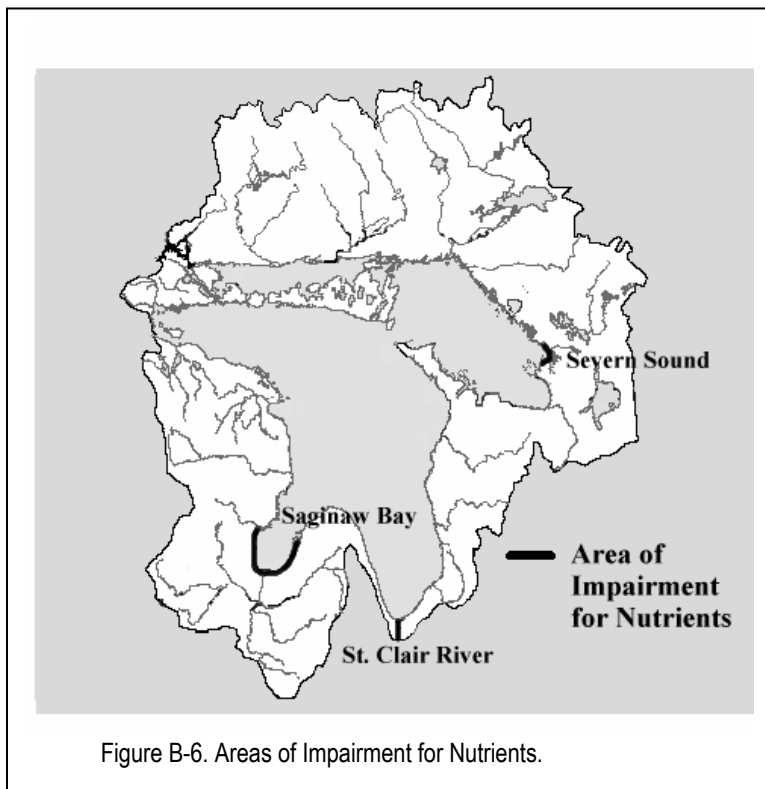 Severn Sound
Saginaw Bay
Area of
Impairment
for Nutrients
St. Clair River
Figure B-6. Areas of Impairment for Nutrients.